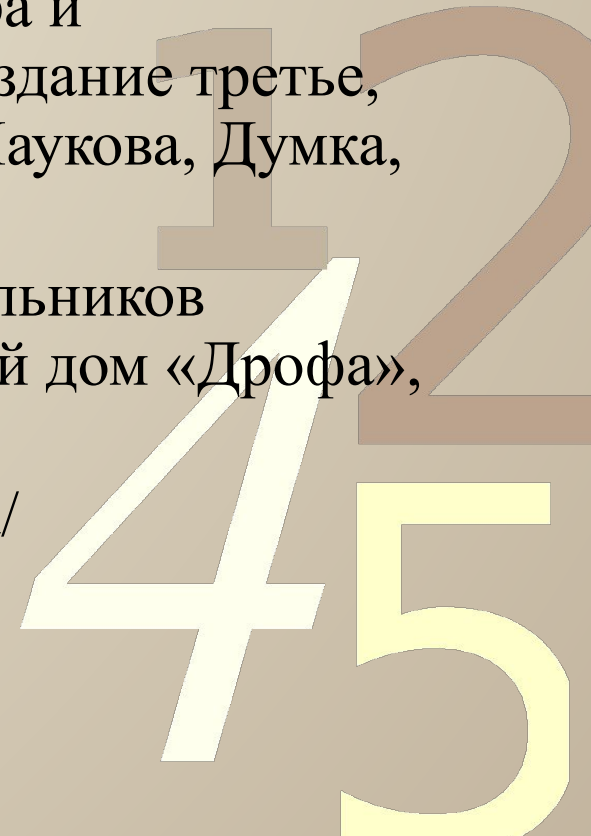 ра и
здание третье,
Наукова, Думка,
льников
й дом «Дрофа»,
/
1
2
4
5